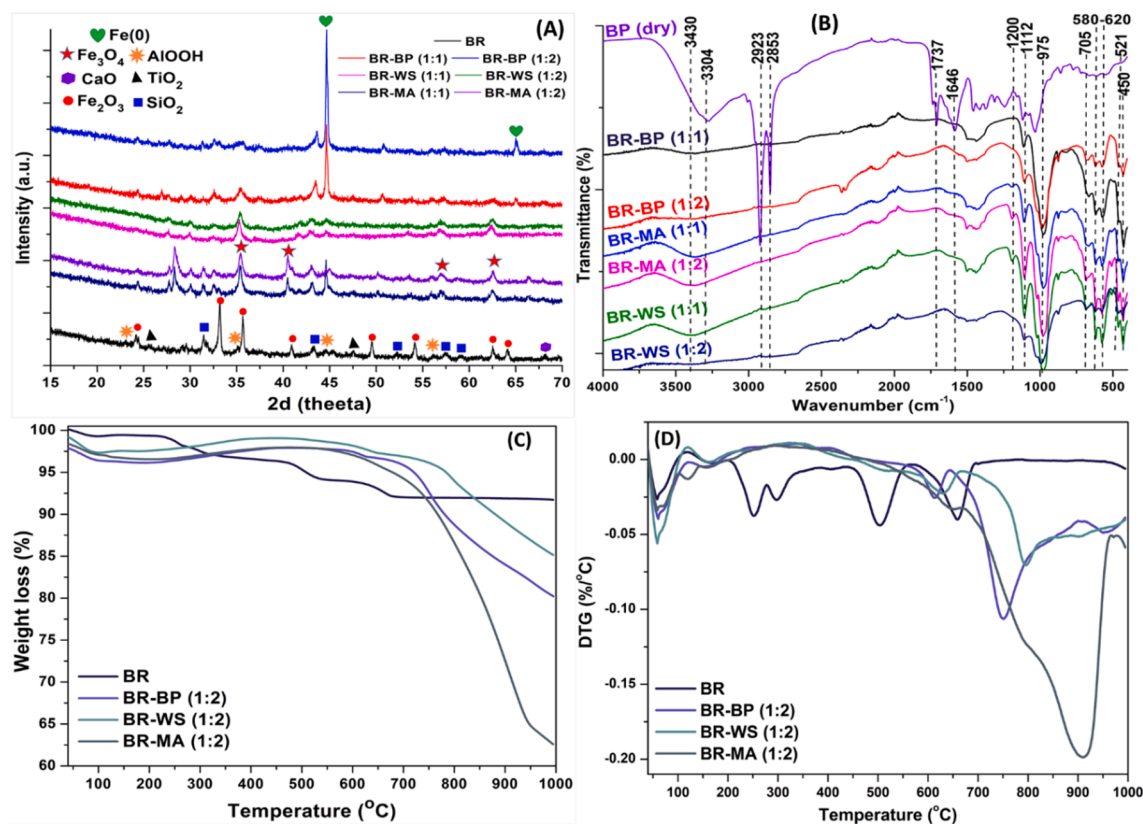 (A)
Fe(0)
Fe₃O₄ AlOOH
CaO TiO₂
Fe₂O₃ SiO₂
BR
BR-BP (1:1) BR-BP (1:2)
BR-WS (1:1) BR-WS (1:2)
BR-MA (1:1) BR-MA (1:2)
Intensity (a.u.)
15 20 25 30 35 40 45 50 55 60 65 70
2d (theeta)
(B)
BP (dry)
3430
3304
2923
2853
1737
1646
1200
1112
975
705
580
620
521
450
BR-BP (1:1)
BR-BP (1:2)
BR-MA (1:1)
BR-MA (1:2)
BR-WS (1:1)
BR-WS (1:2)
Transmittance (%)
4000 3500 3000 2500 2000 1500 1000 500
Wavenumber (cm⁻¹)
(C)
100
95
90
85
80
75
70
65
60
Weight loss (%)
BR
BR-BP (1:2)
BR-WS (1:2)
BR-MA (1:2)
100 200 300 400 500 600 700 800 900 1000
Temperature (°C)
(D)
0.00
-0.05
-0.10
-0.15
-0.20
DTG (%/°C)
BR
BR-BP (1:2)
BR-WS (1:2)
BR-MA (1:2)
100 200 300 400 500 600 700 800 900 1000
Temperature (°C)